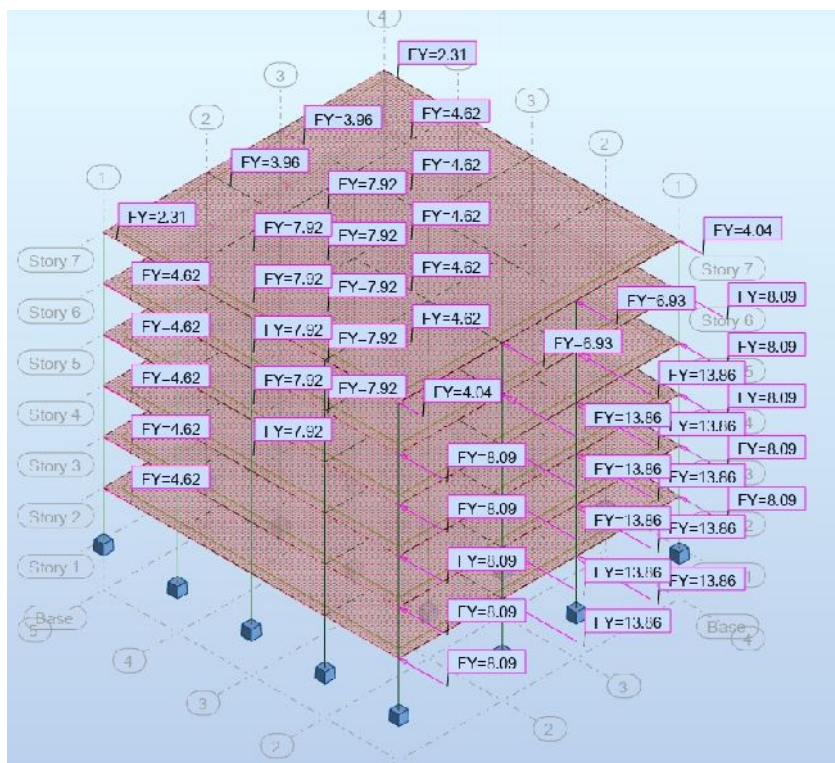 4
FY=2.31
3
3
FY=3.96
FY=4.62
2
2
FY=3.96
FY=4.62
1
FY=7.92
1
FY=2.31
FY=7.92
FY=7.92
FY=4.62
FY=4.04
Story 7
Story 7
FY=4.62
FY=7.92
FY=7.92
FY=4.62
FY=6.93
FY=8.09
Story 6
Story 6
FY=4.62
FY=7.92
FY=7.92
FY=4.62
FY=6.93
FY=8.09
Story 5
5
FY=4.62
FY=7.92
FY=7.92
FY=4.04
FY=13.86
FY=8.09
Story 4
4
FY=4.62
FY=7.92
FY=13.86
FY=13.86
FY=8.09
Story 3
3
FY=4.62
FY=8.09
FY=13.86
FY=13.86
FY=8.09
Story 2
2
FY=8.09
FY=13.86
FY=13.86
Story 1
1
FY=8.09
FY=13.86
FY=13.86
Base
5
FY=8.09
FY=13.86
Base
4
4
FY=8.09
3
3
2
2